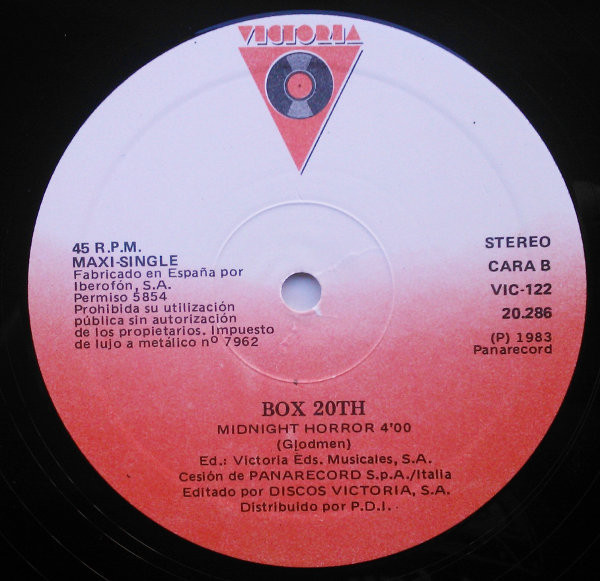 VICTORIA
45 R.P.M.
MAXI-SINGLE
Fabricado en España por
Iberofón, S.A.
Permiso 5854
Prohibida su utilización
pública sin autorización
de los propietarios. Impuesto
de lujo a metálico nº 7962
STEREO
CARA B
VIC-122
20.286
(P) 1983
Panarecord
BOX 20TH
MIDNIGHT HORROR 4'00
(Glodmen)
Ed.: Victoria Eds. Musicales, S.A.
Cesión de PANARECORD S.p.A./Italia
Editado por DISCOS VICTORIA, S.A.
Distribuido por P.D.I.